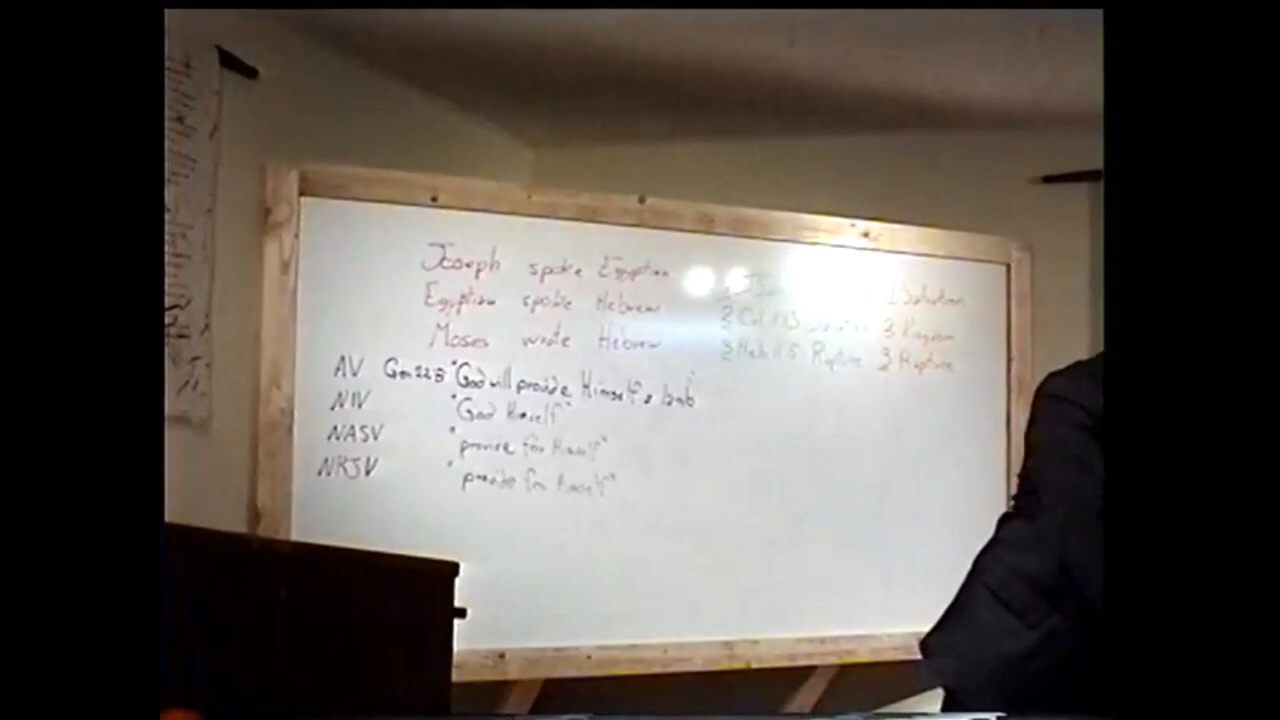 Joseph spoke Egyptian
Egyptian spoke Hebrew
Moses wrote Hebrew
AV Gen 22 8 "God will provide Himself a lamb"
NIV "God Himself"
NASV "provide for Himself"
NKJV "provide for Himself"
1 Salvation
2 Col 1 13 3 Kingdom
3 Heb 11 5 Rapture 3 Rapture